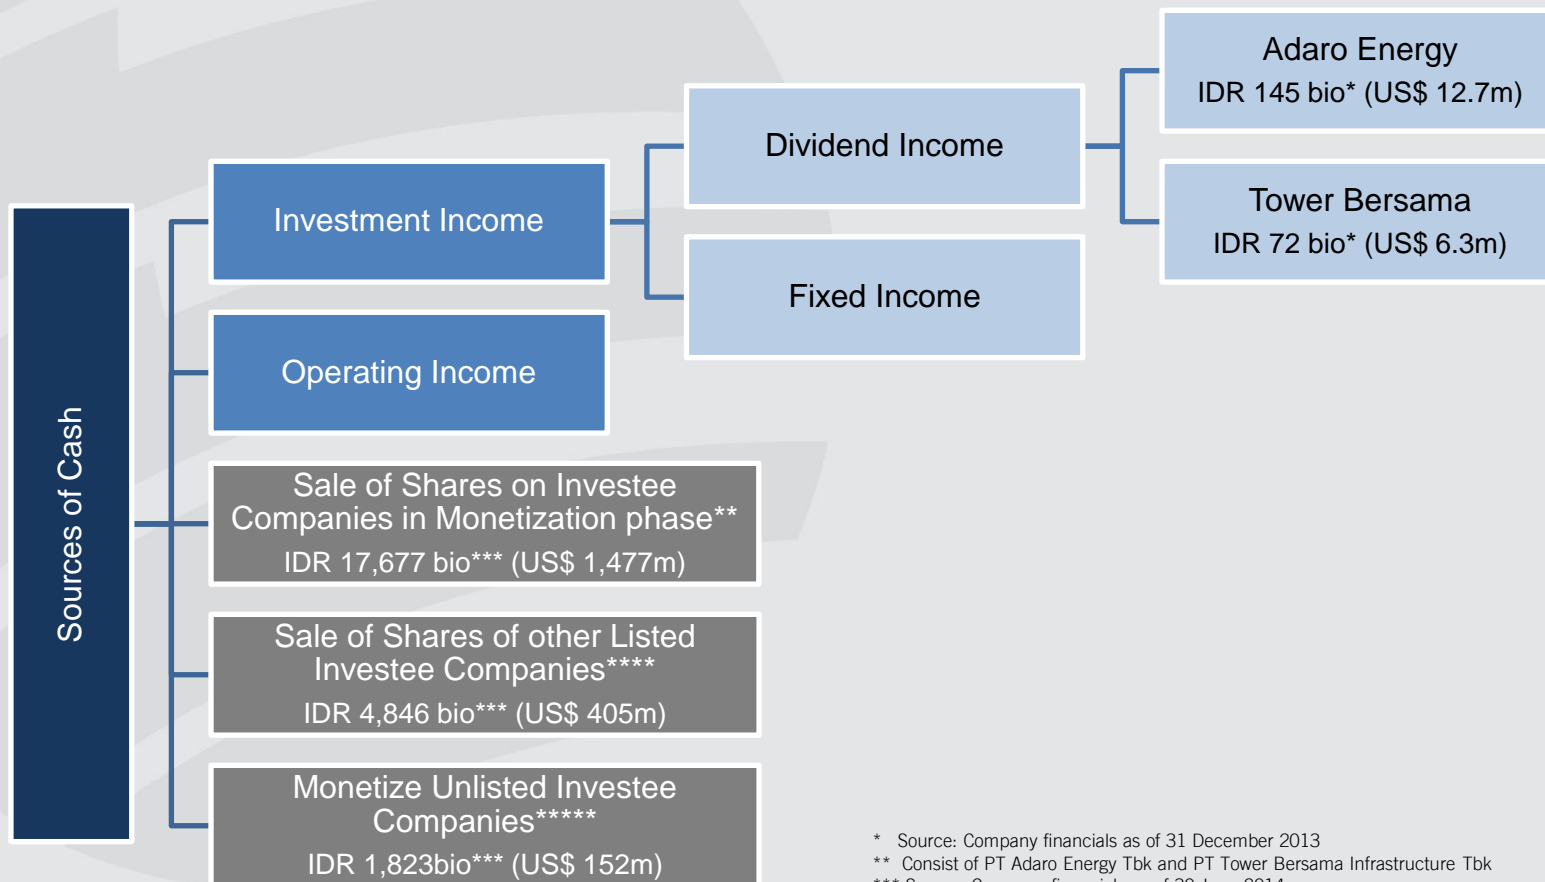 Sources of Cash
Investment Income
Operating Income
Sale of Shares on Investee
Companies in Monetization phase**
IDR 17,677 bio*** (US$ 1,477m)
Sale of Shares of other Listed
Investee Companies****
IDR 4,846 bio*** (US$ 405m)
Monetize Unlisted Investee
Companies*****
IDR 1,823bio*** (US$ 152m)
Dividend Income
Fixed Income
Adaro Energy
IDR 145 bio* (US$ 12.7m)
Tower Bersama
IDR 72 bio* (US$ 6.3m)
* Source: Company financials as of 31 December 2013
** Consist of PT Adaro Energy Tbk and PT Tower Bersama Infrastructure Tbk